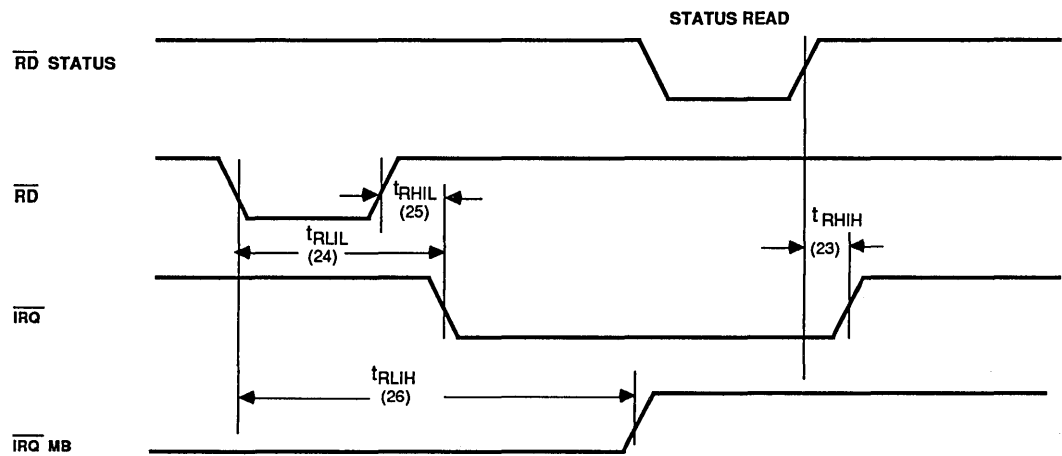 STATUS READ
RD STATUS
RD
tRHIL
(25)
tRLIL
(24)
tRHIH
(23)
IRQ
tRLIH
(26)
IRQ MB